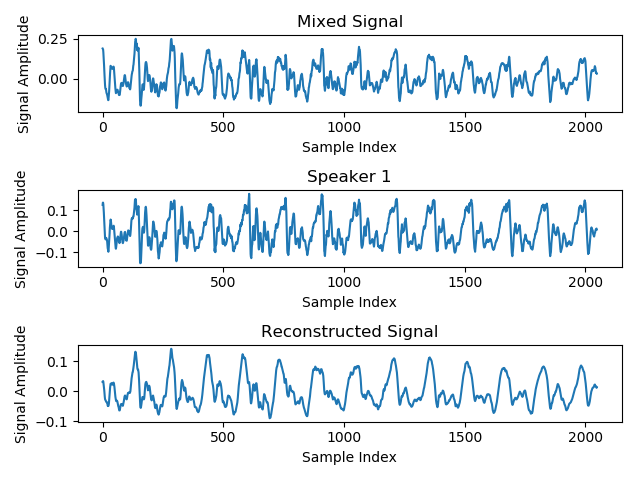 Mixed Signal
Signal Amplitude
0.25
0.00
0 500 1000 1500 2000
Sample Index
Speaker 1
Signal Amplitude
0.1
0.0
−0.1
0 500 1000 1500 2000
Sample Index
Reconstructed Signal
Signal Amplitude
0.1
0.0
−0.1
0 500 1000 1500 2000
Sample Index